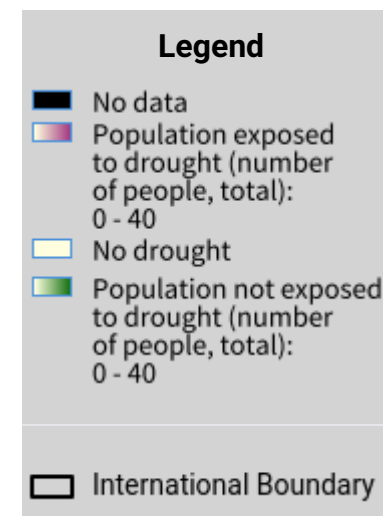 Legend
No data
Population exposed
to drought (number
of people, total):
0 - 40
No drought
Population not exposed
to drought (number
of people, total):
0 - 40
International Boundary